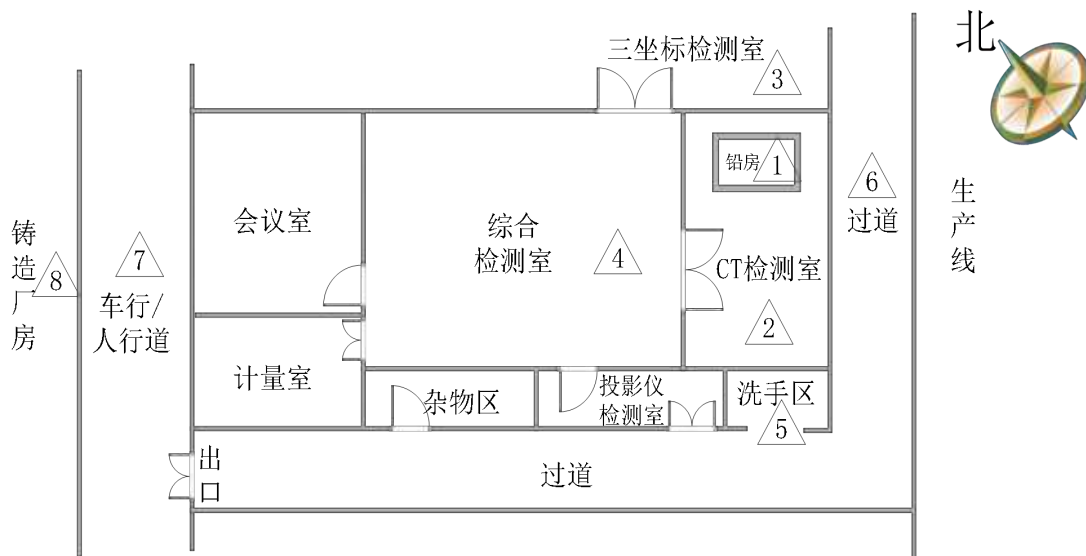 北
三坐标检测室
3
铅房
1
6
过道
生产线
会议室
综合
检测室
4
CT检测室
2
铸造厂房
8
7
车行/
人行道
计量室
杂物区
投影仪
检测室
洗手区
5
出口
过道